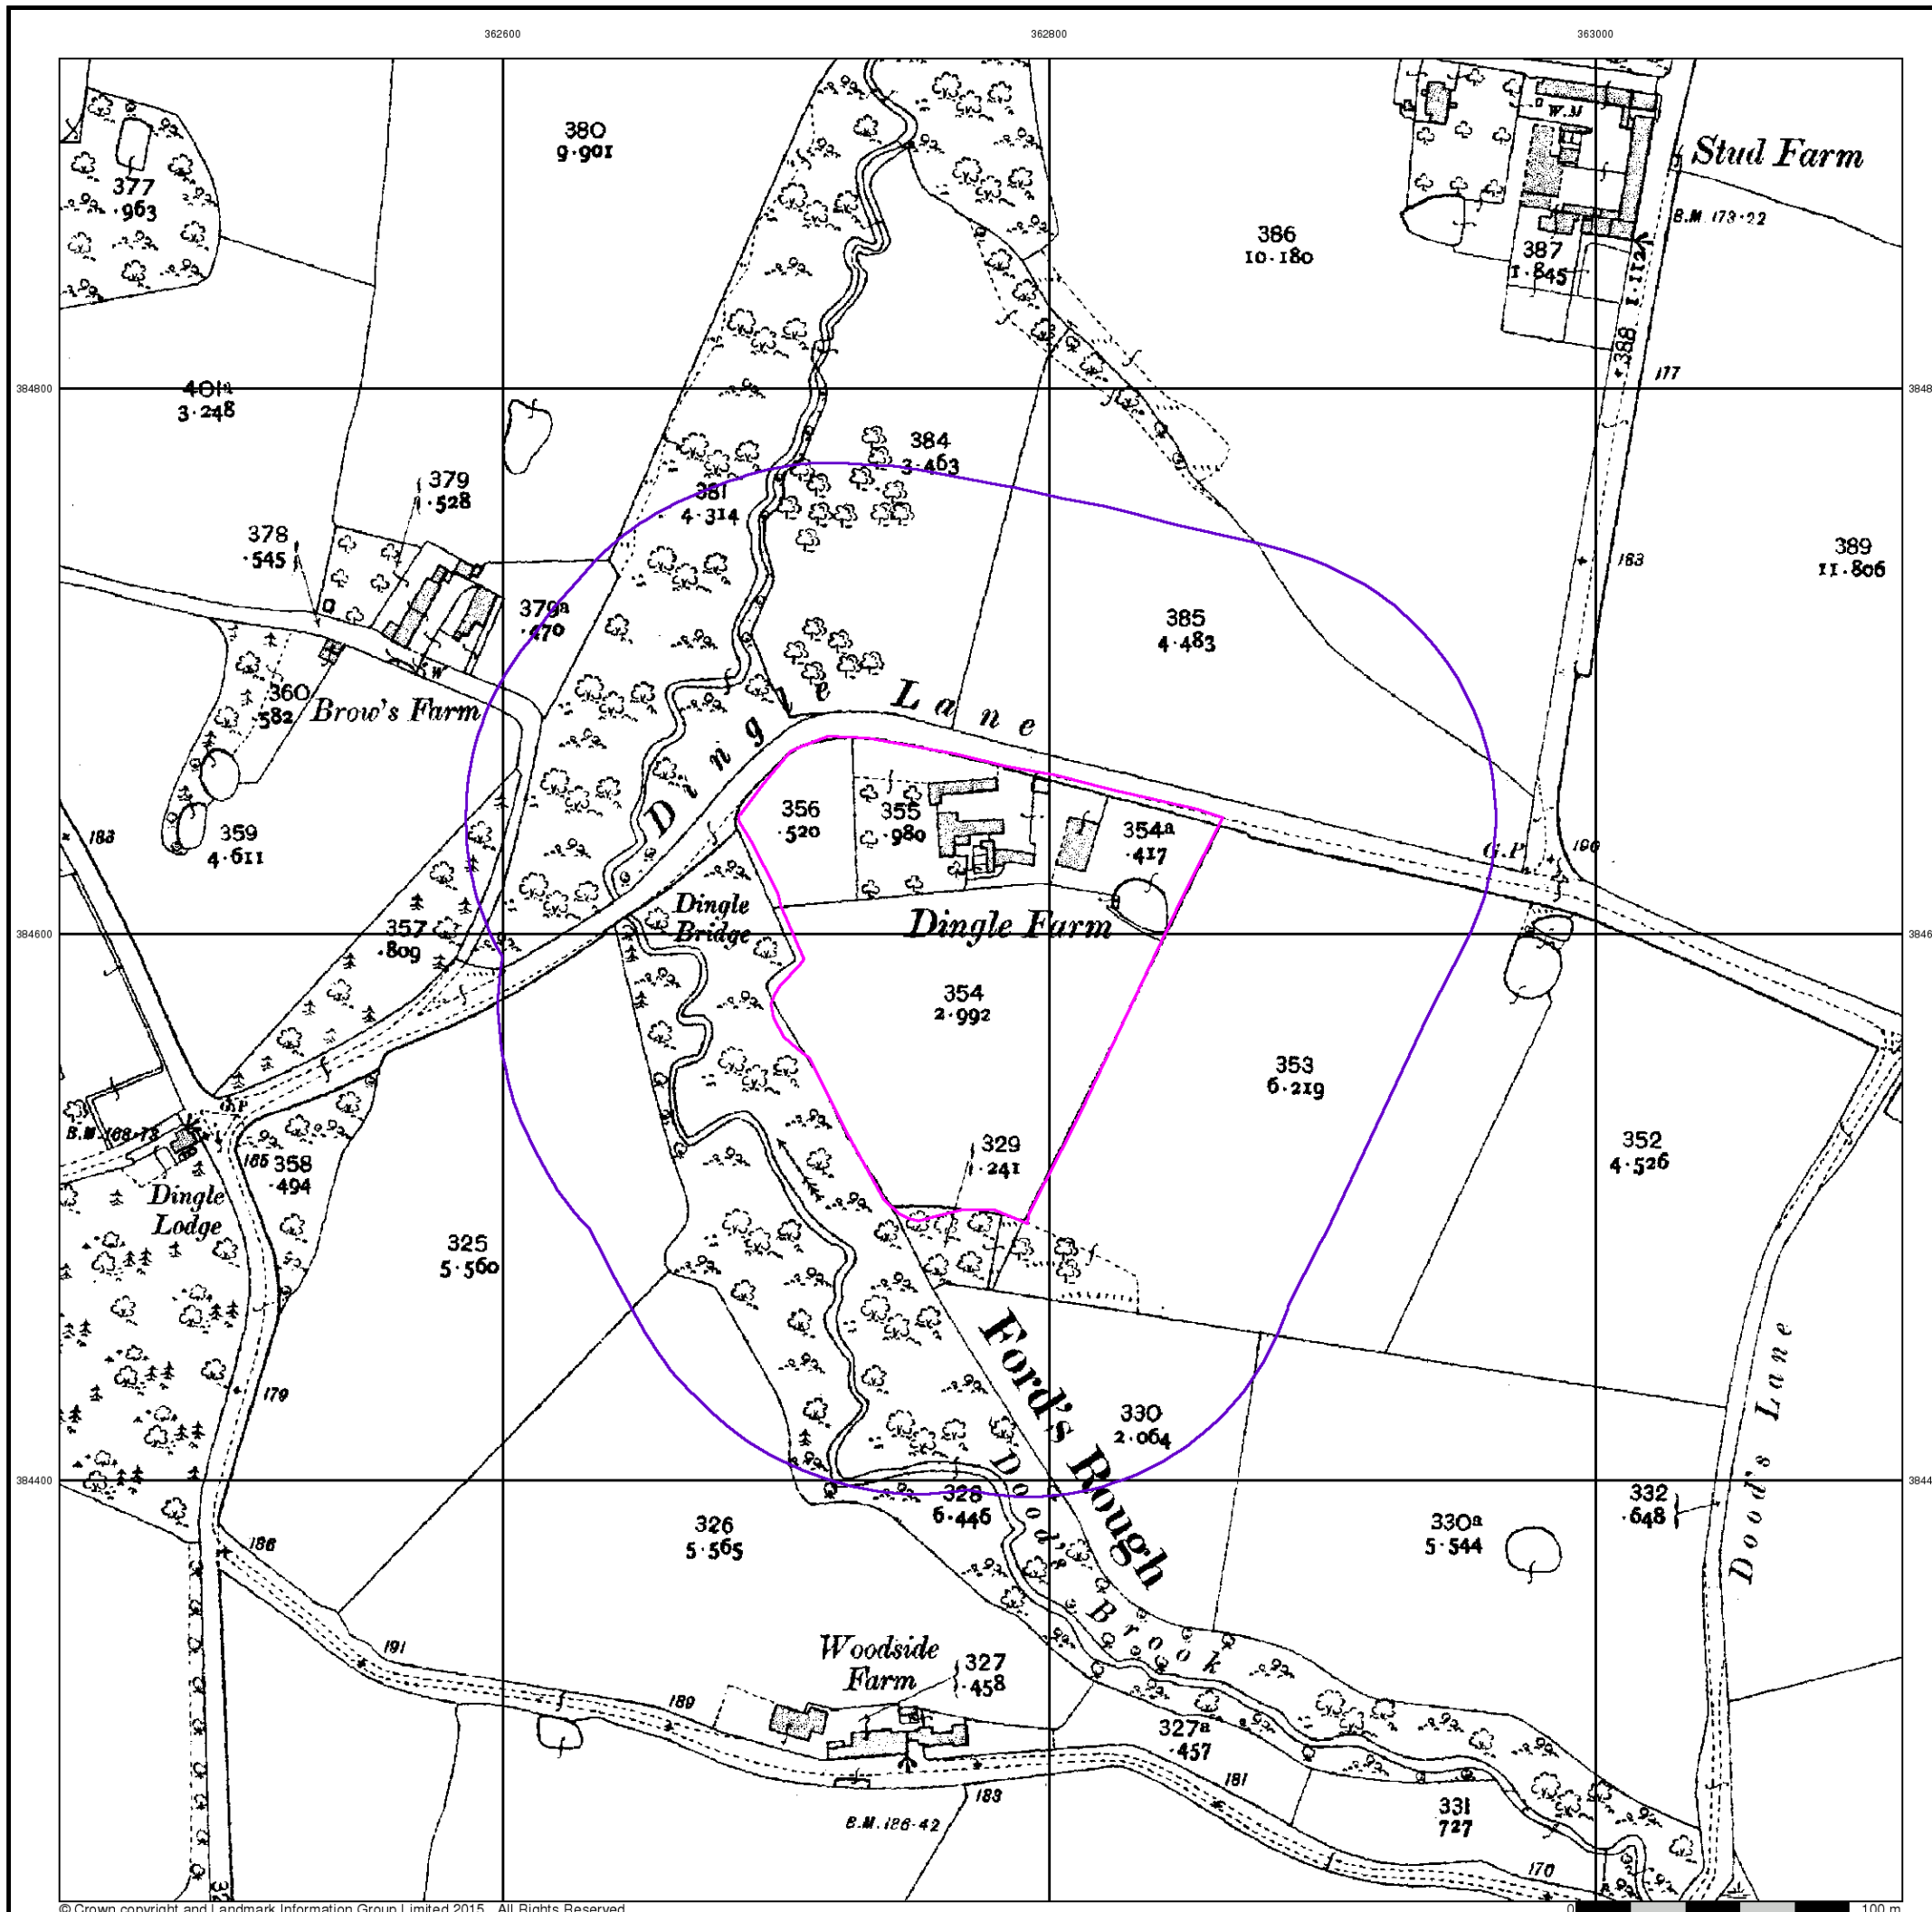 362600
362800
363000
380
9.901
377
.963
W.M
Stud Farm
B.M. 173.22
386
10.180
387
1.845
388
1.112
384800
401a
3.248
177
384
3.463
379
.528
381
4.314
378
.545
183
389
11.806
379a
.470
385
4.483
W
360
.582
Brow's Farm
Dingle Lane
356
.520
355
.980
354a
.417
183
359
4.611
G.P
190
Dingle
Bridge
Dingle Farm
384600
357
.809
354
2.992
353
6.219
G.P
B.M. 168.73
185
358
.494
329
1.241
352
4.526
Dingle
Lodge
325
5.560
Ford's Rough
Dood's Lane
179
330
2.064
384400
328
6.446
326
5.565
330a
5.544
332
.648
186
Dood's Brook
191
Woodside
Farm
327
.458
189
327a
.457
181
183
331
727
B.M. 186.42
170
© Crown copyright and Landmark Information Group Limited 2015. All Rights Reserved.
0
100 m